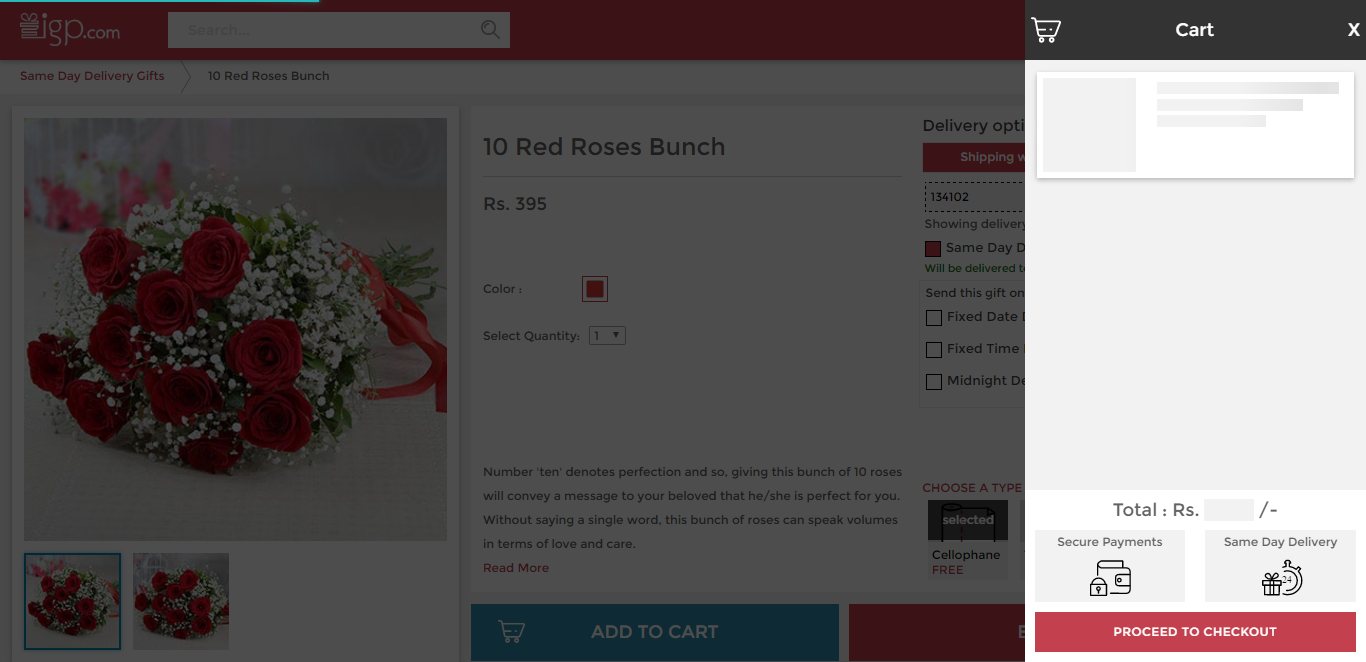 igp.com
Search...
Cart
X
Same Day Delivery Gifts
10 Red Roses Bunch
10 Red Roses Bunch
Rs. 395
Color :
Select Quantity:
1
Number 'ten' denotes perfection and so, giving this bunch of 10 roses
will convey a message to your beloved that he/she is perfect for you.
Without saying a single word, this bunch of roses can speak volumes
in terms of love and care.
Read More
ADD TO CART
Delivery opti
Shipping w
134102
Showing delivery
Same Day D
Will be delivered t
Send this gift on
Fixed Date
Fixed Time
Midnight De
CHOOSE A TYPE
selected
Cellophane
FREE
Total : Rs. /-
Secure Payments
Same Day Delivery
24
PROCEED TO CHECKOUT